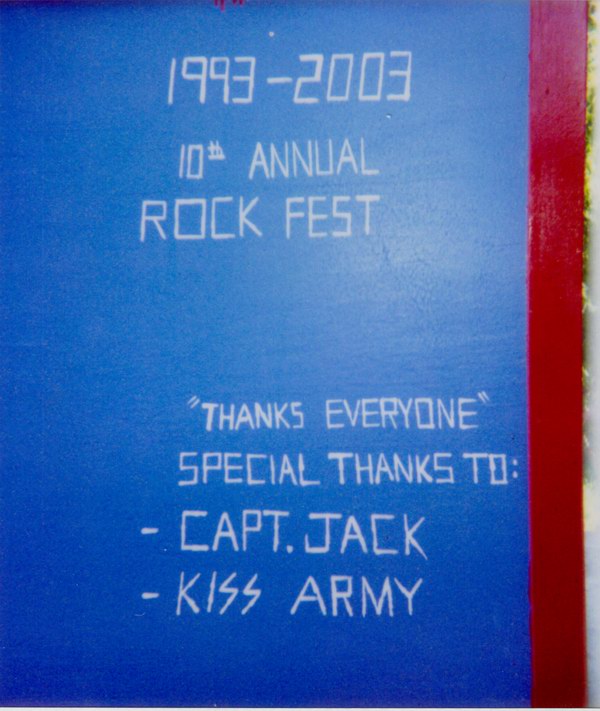 1993-2003
10th ANNUAL
ROCK FEST
"THANKS EVERYONE"
SPECIAL THANKS TO:
- CAPT. JACK
- KISS ARMY